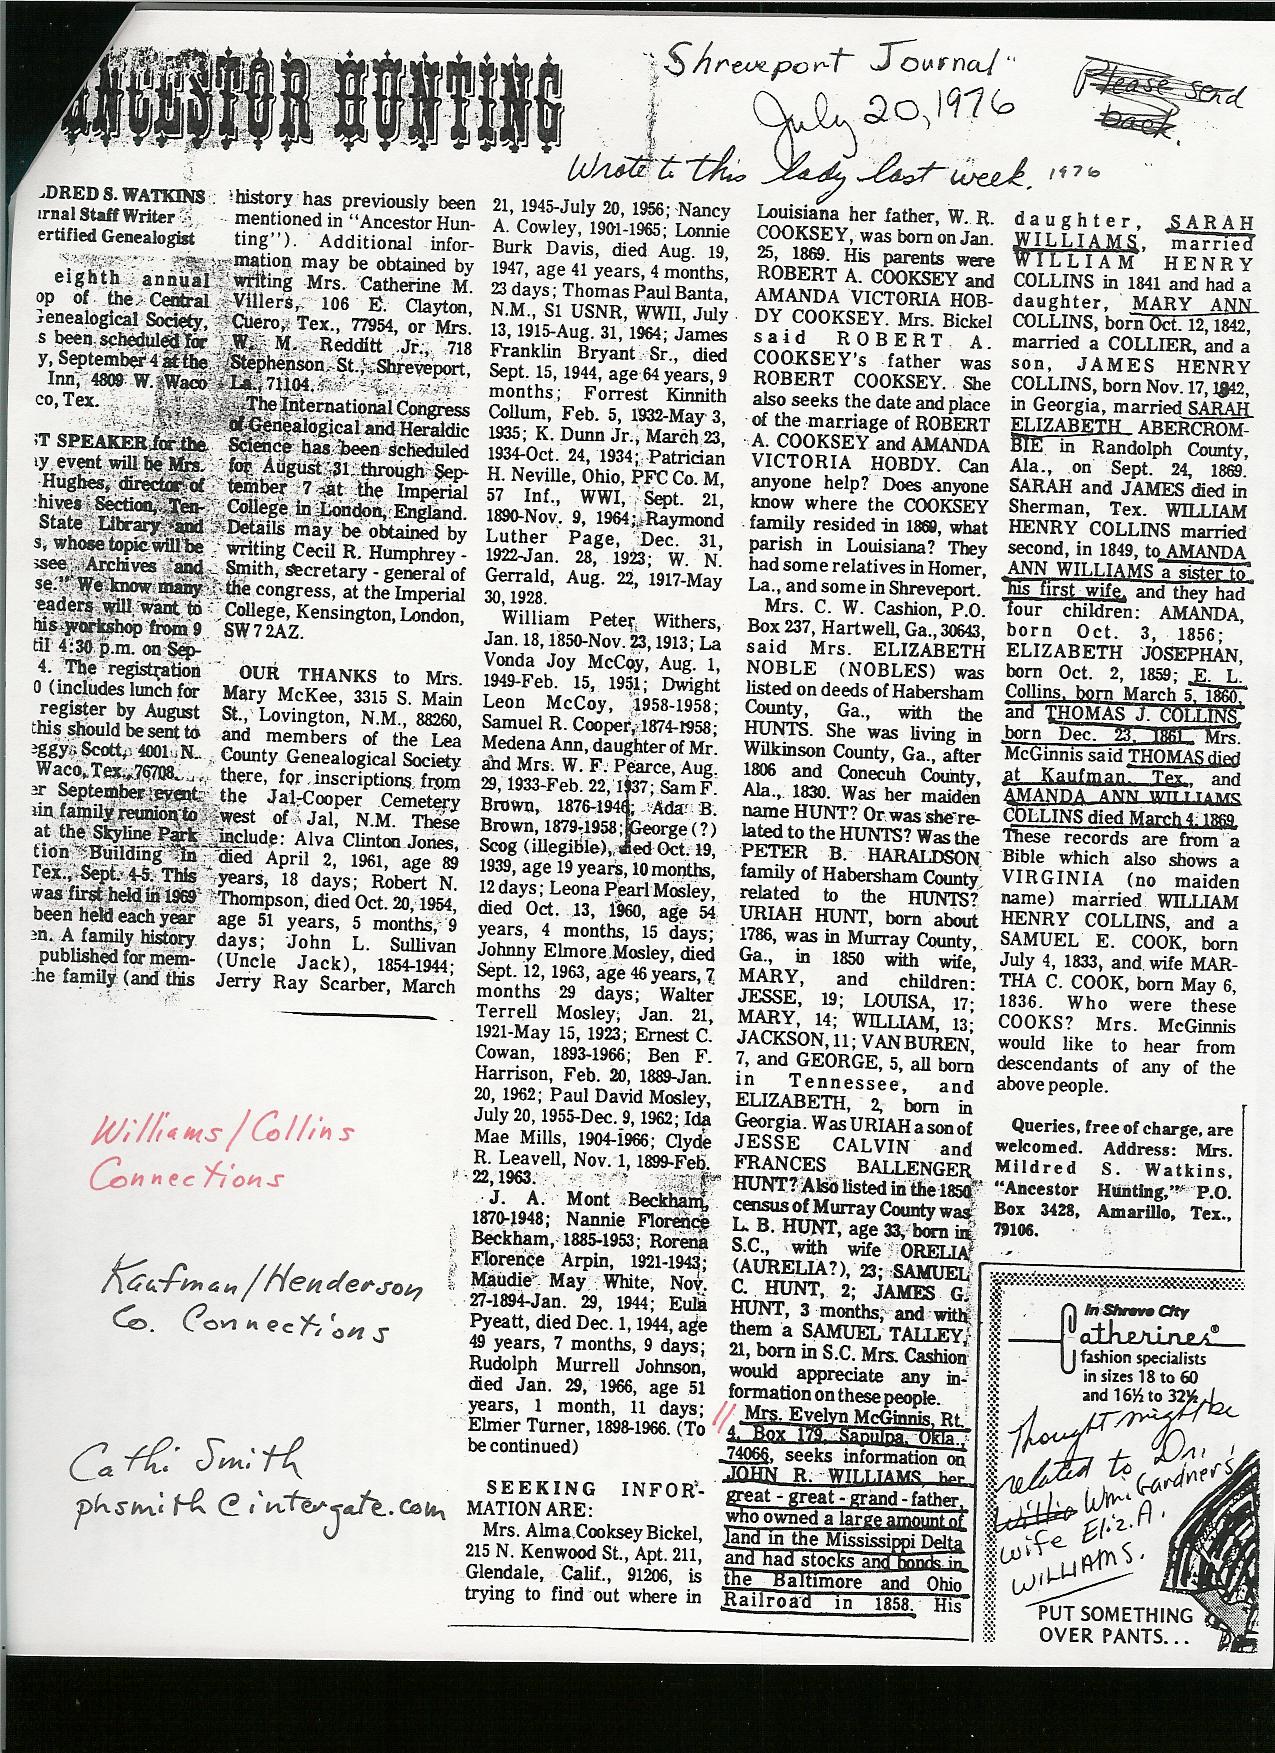 ANCESTOR HUNTING
Shreveport Journal"
July 20, 1976
Please send
back.
Wrote to this lady last week. 1976
DRED S. WATKINS
rnal Staff Writer
ertified Genealogist
eighth annual
op of the Central
Genealogical Society,
s been scheduled for
y, September 4 at the
Inn, 4809 W. Waco
co, Tex.
ST SPEAKER for the
ly event will be Mrs.
Hughes, director of
hives Section, Ten-
State Library and
s, whose topic will be
ssee Archives and
se." We know many
eaders will want to
his workshop from 9
til 4:30 p.m. on Sep-
4. The registration
0 (includes lunch for
register by August
this should be sent to
eggy Scott, 4001 N.
Waco, Tex., 76708.
er September event
ain family reunion to
at the Skyline Park
tion Building in
Tex., Sept. 4-5. This
was first held in 1969
been held each year
en. A family history
published for mem-
he family (and this
history has previously been
mentioned in "Ancestor Hun-
ting"). Additional infor-
mation may be obtained by
writing Mrs. Catherine M.
Villers, 106 E. Clayton,
Cuero, Tex., 77954, or Mrs.
W. M. Redditt Jr., 718
Stephenson St., Shreveport,
La., 71104.
The International Congress
of Genealogical and Heraldic
Science has been scheduled
for August 31 through Sep-
tember 7 at the Imperial
College in London, England.
Details may be obtained by
writing Cecil R. Humphrey -
Smith, secretary - general of
the congress, at the Imperial
College, Kensington, London,
SW7 2AZ.
OUR THANKS to Mrs.
Mary McKee, 3315 S. Main
St., Lovington, N.M., 88260,
and members of the Lea
County Genealogical Society
there, for inscriptions from
the Jal-Cooper Cemetery
west of Jal, N.M. These
include: Alva Clinton Jones,
died April 2, 1961, age 89
years, 18 days; Robert N.
Thompson, died Oct. 20, 1954,
age 51 years, 5 months, 9
days; John L. Sullivan
(Uncle Jack), 1854-1944;
Jerry Ray Scarber, March
21, 1945-July 20, 1956; Nancy
A. Cowley, 1901-1965; Lonnie
Burk Davis, died Aug. 19,
1947, age 41 years, 4 months,
23 days; Thomas Paul Banta,
N.M., S1 USNR, WWII, July
13, 1915-Aug. 31, 1964; James
Franklin Bryant Sr., died
Sept. 15, 1944, age 64 years, 9
months; Forrest Kinnith
Collum, Feb. 5, 1932-May 3,
1935; K. Dunn Jr., March 23,
1934-Oct. 24, 1934; Patrician
H. Neville, Ohio, PFC Co. M,
57 Inf., WWI, Sept. 21,
1890-Nov. 9, 1964; Raymond
Luther Page, Dec. 31,
1922-Jan. 28, 1923; W. N.
Gerrald, Aug. 22, 1917-May
30, 1928.
William Peter Withers,
Jan. 18, 1850-Nov. 23, 1913; La
Vonda Joy McCoy, Aug. 1,
1949-Feb. 15, 1951; Dwight
Leon McCoy, 1958-1958;
Samuel R. Cooper, 1874-1958;
Medena Ann, daughter of Mr.
and Mrs. W. F. Pearce, Aug.
29, 1933-Feb. 22, 1937; Sam F.
Brown, 1876-1946; Ada B.
Brown, 1879-1958; George (?)
Scog (illegible), died Oct. 19,
1939, age 19 years, 10 months,
12 days; Leona Pearl Mosley,
died Oct. 13, 1960, age 54
years, 4 months, 15 days;
Johnny Elmore Mosley, died
Sept. 12, 1963, age 46 years, 7
months 29 days; Walter
Terrell Mosley, Jan. 21,
1921-May 15, 1923; Ernest C.
Cowan, 1893-1966; Ben F.
Harrison, Feb. 20, 1889-Jan.
20, 1962; Paul David Mosley,
July 20, 1955-Dec. 9, 1962; Ida
Mae Mills, 1904-1966; Clyde
R. Leavell, Nov. 1, 1899-Feb.
22, 1963.
J. A. Mont Beckham,
1870-1948; Nannie Florence
Beckham, 1885-1953; Rorena
Florence Arpin, 1921-1943;
Maudie May White, Nov.
27-1894-Jan. 29, 1944; Eula
Pyeatt, died Dec. 1, 1944, age
49 years, 7 months, 9 days;
Rudolph Murrell Johnson,
died Jan. 29, 1966, age 51
years, 1 month, 11 days;
Elmer Turner, 1898-1966. (To
be continued)
SEEKING INFOR-
MATION ARE:
Mrs. Alma Cooksey Bickel,
215 N. Kenwood St., Apt. 211,
Glendale, Calif., 91206, is
trying to find out where in
Louisiana her father, W. R.
COOKSEY, was born on Jan.
25, 1869. His parents were
ROBERT A. COOKSEY and
AMANDA VICTORIA HOB-
DY COOKSEY. Mrs. Bickel
said ROBERT A.
COOKSEY's father was
ROBERT COOKSEY. She
also seeks the date and place
of the marriage of ROBERT
A. COOKSEY and AMANDA
VICTORIA HOBDY. Can
anyone help? Does anyone
know where the COOKSEY
family resided in 1869, what
parish in Louisiana? They
had some relatives in Homer,
La., and some in Shreveport.
Mrs. C. W. Cashion, P.O.
Box 237, Hartwell, Ga., 30643,
said Mrs. ELIZABETH
NOBLE (NOBLES) was
listed on deeds of Habersham
County, Ga., with the
HUNTS. She was living in
Wilkinson County, Ga., after
1806 and Conecuh County,
Ala., 1830. Was her maiden
name HUNT? Or was she re-
lated to the HUNTS? Was the
PETER B. HARALDSON
family of Habersham County
related to the HUNTS?
URIAH HUNT, born about
1786, was in Murray County,
Ga., in 1850 with wife,
MARY, and children:
JESSE, 19; LOUISA, 17;
MARY, 14; WILLIAM, 13;
JACKSON, 11; VAN BUREN,
7, and GEORGE, 5, all born
in Tennessee, and
ELIZABETH, 2, born in
Georgia. Was URIAH a son of
JESSE CALVIN and
FRANCES BALLENGER
HUNT? Also listed in the 1850
census of Murray County was
L. B. HUNT, age 33, born in
S.C., with wife ORELIA
(AURELIA?), 23; SAMUEL
C. HUNT, 2; JAMES G.
HUNT, 3 months, and with
them a SAMUEL TALLEY,
21, born in S.C. Mrs. Cashion
would appreciate any in-
formation on these people.
// Mrs. Evelyn McGinnis, Rt.
4, Box 179, Sapulpa, Okla.,
74066, seeks information on
JOHN R. WILLIAMS her
great - great - grand - father,
who owned a large amount of
land in the Mississippi Delta
and had stocks and bonds in
the Baltimore and Ohio
Railroad in 1858. His
daughter, SARAH
WILLIAMS, married
WILLIAM HENRY
COLLINS in 1841 and had a
daughter, MARY ANN
COLLINS, born Oct. 12, 1842,
married a COLLIER, and a
son, JAMES HENRY
COLLINS, born Nov. 17, 1842,
in Georgia, married SARAH
ELIZABETH ABERCROM-
BIE in Randolph County,
Ala., on Sept. 24, 1869.
SARAH and JAMES died in
Sherman, Tex. WILLIAM
HENRY COLLINS married
second, in 1849, to AMANDA
ANN WILLIAMS a sister to
his first wife, and they had
four children: AMANDA,
born Oct. 3, 1856;
ELIZABETH JOSEPHAN,
born Oct. 2, 1859; E. L.
Collins, born March 5, 1860,
and THOMAS J. COLLINS,
born Dec. 23, 1861. Mrs.
McGinnis said THOMAS died
at Kaufman, Tex., and
AMANDA ANN WILLIAMS
COLLINS died March 4, 1869.
These records are from a
Bible which also shows a
VIRGINIA (no maiden
name) married WILLIAM
HENRY COLLINS, and a
SAMUEL E. COOK, born
July 4, 1833, and wife MAR-
THA C. COOK, born May 6,
1836. Who were these
COOKS? Mrs. McGinnis
would like to hear from
descendants of any of the
above people.
Queries, free of charge, are
welcomed. Address: Mrs.
Mildred S. Watkins,
"Ancestor Hunting," P.O.
Box 3428, Amarillo, Tex.,
79106.
Williams/Collins
Connections
Kaufman/Henderson
Co. Connections
Cathi Smith
phsmith@intergate.com
In Shreve City
Catherines®
fashion specialists
in sizes 18 to 60
and 16½ to 32½
Thought might be
related to Dr.
Willis Wm. Gardner's
wife Eliz. A.
WILLIAMS.
PUT SOMETHING
OVER PANTS...